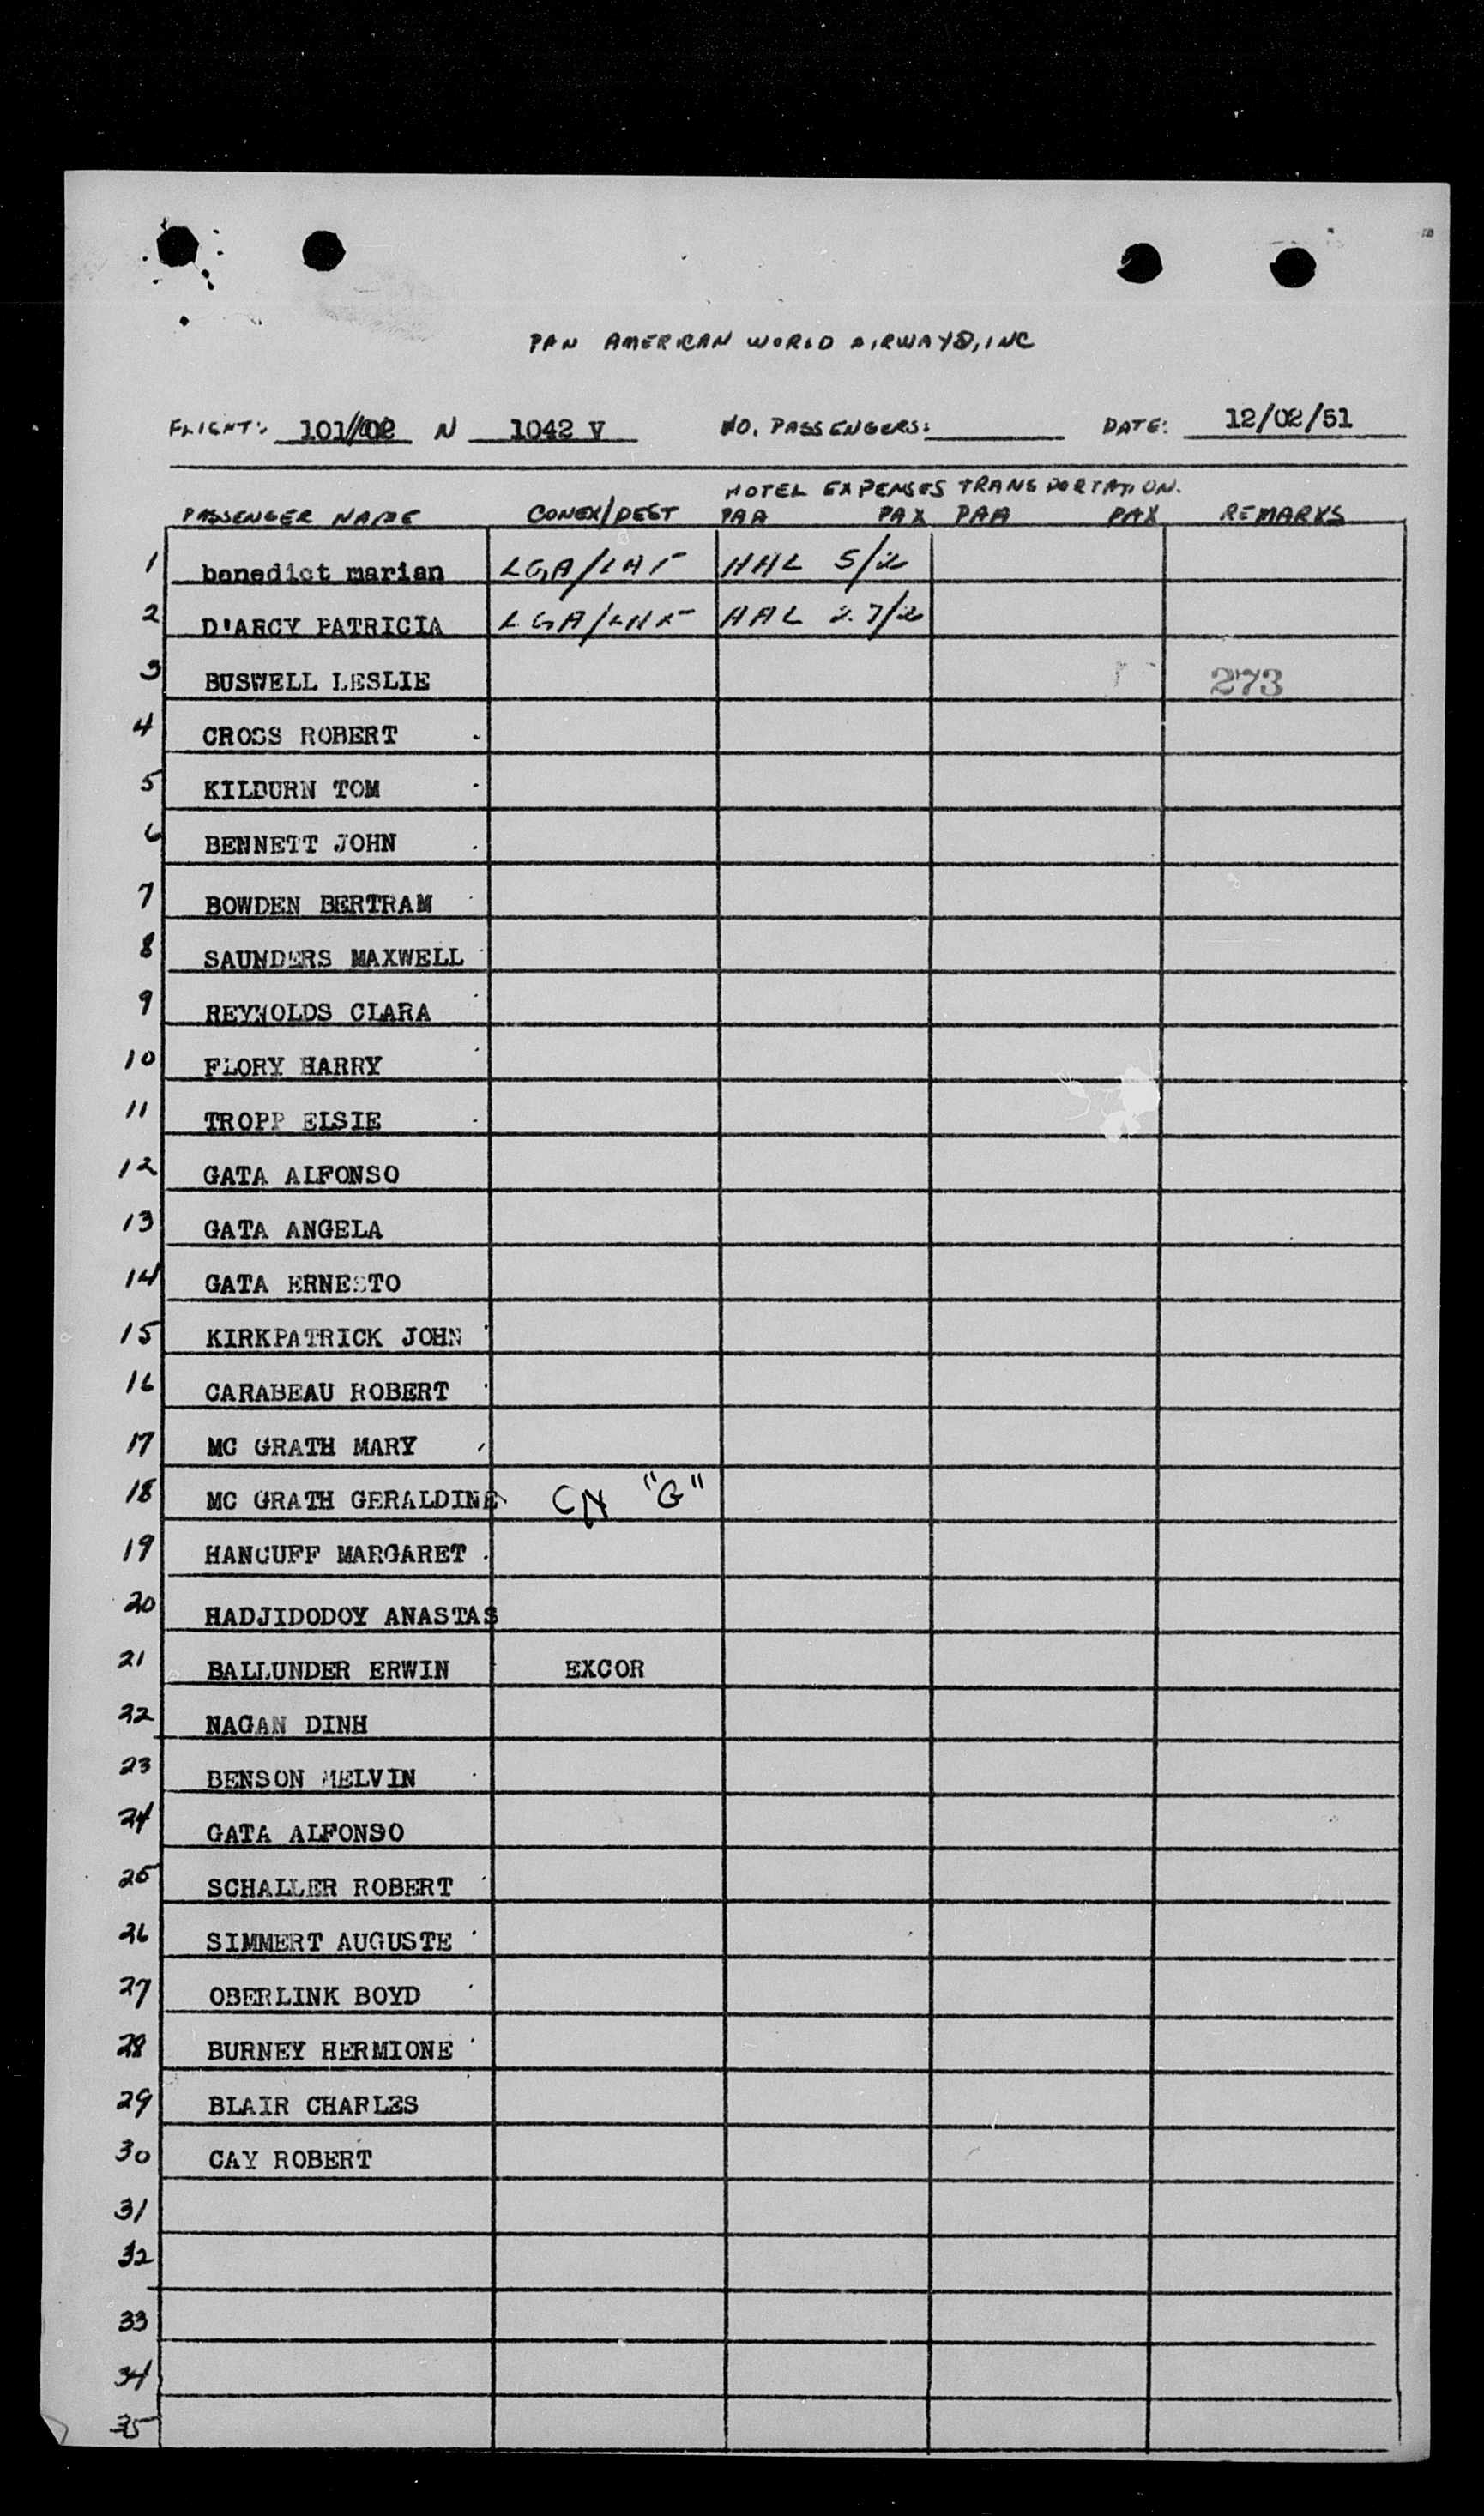 PAN AMERICAN WORLD AIRWAYS, INC
FLIGHT: 101/02 N 1042 V NO. PASSENGERS: DATE: 12/02/51
HOTEL EXPENSES TRANSPORTATION.
PASSENGER NAME CONEX/DEST PAA PAX PAA PAX REMARKS
1 benedict marian LGA/ HAL 5/2
2 D'ARCY PATRICIA LGA/ HAL 27/2
3 BUSWELL LESLIE 273
4 CROSS ROBERT
5 KILBURN TOM
6 BENNETT JOHN
7 BOWDEN BERTRAM
8 SAUNDERS MAXWELL
9 REYNOLDS CLARA
10 FLORY HARRY
11 TROPP ELSIE
12 GATA ALFONSO
13 GATA ANGELA
14 GATA ERNESTO
15 KIRKPATRICK JOHN
16 CARABEAU ROBERT
17 MC GRATH MARY
18 MC GRATH GERALDINE CN "G"
19 HANCUFF MARGARET
20 HADJIDODOY ANASTAS
21 BALLUNDER ERWIN EXCOR
22 NAGAN DINH
23 BENSON MELVIN
24 GATA ALFONSO
25 SCHALLER ROBERT
26 SIMMERT AUGUSTE
27 OBERLINK BOYD
28 BURNEY HERMIONE
29 BLAIR CHARLES
30 CAY ROBERT
31
32
33
34
35